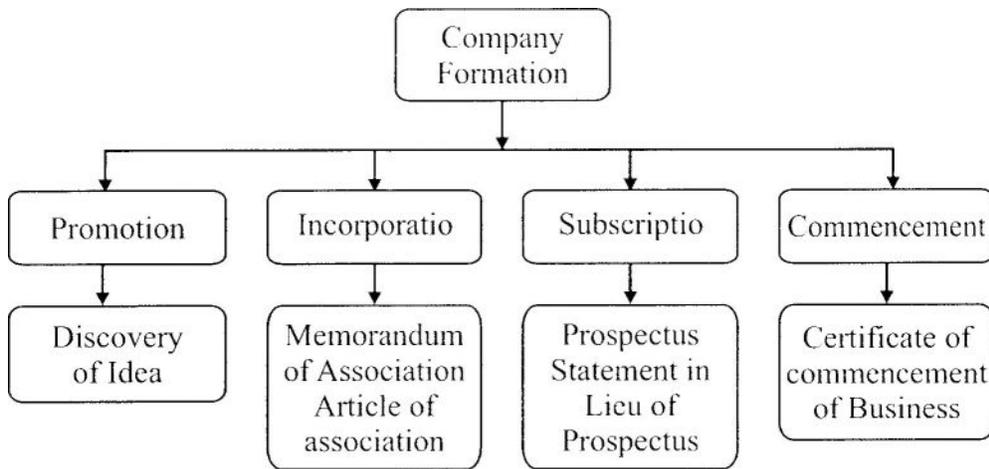 Company
Formation
Promotion
Incorporatio
Subscriptio
Commencement
Discovery
of Idea
Memorandum
of Association
Article of
association
Prospectus
Statement in
Lieu of
Prospectus
Certificate of
commencement
of Business